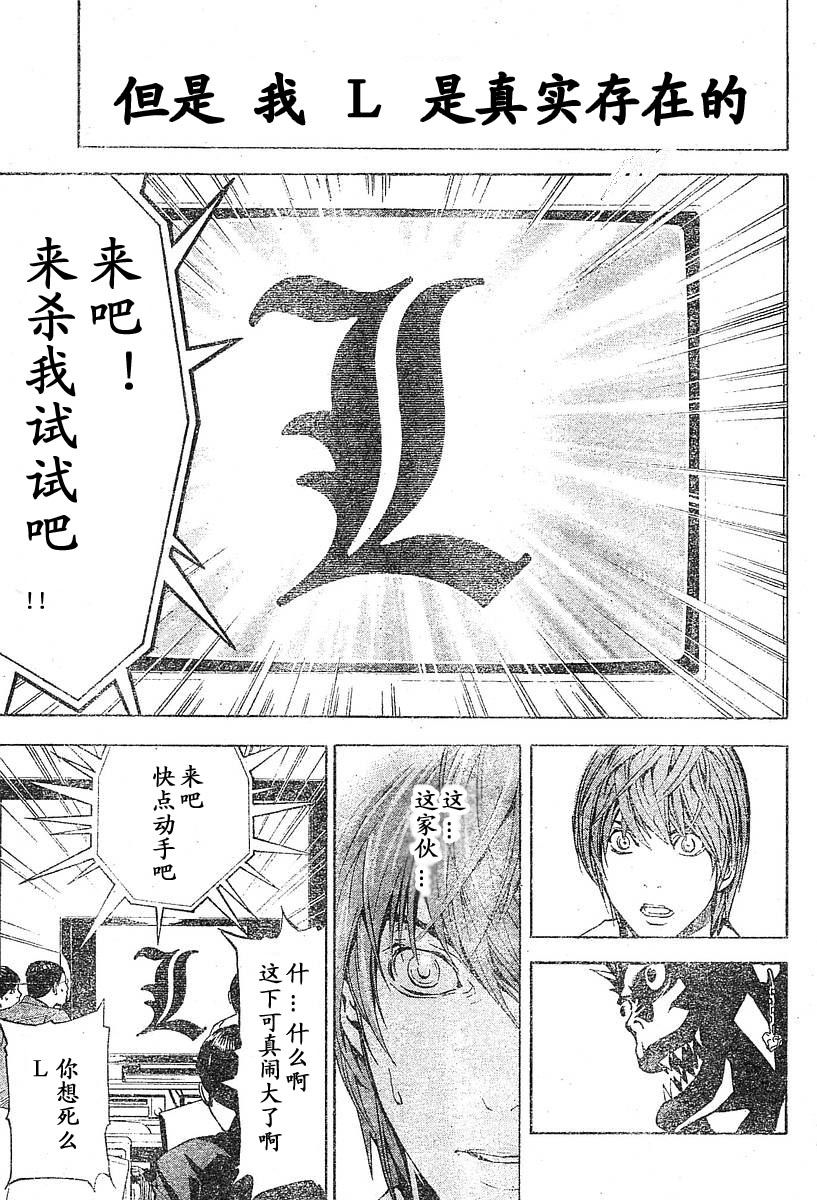 但是 我 L 是真实存在的
来吧！
来杀我试试吧!!
L
这…
这家伙…
来吧
快点动手吧
L
什…什么啊
这下可真闹大了啊
你想死么
L